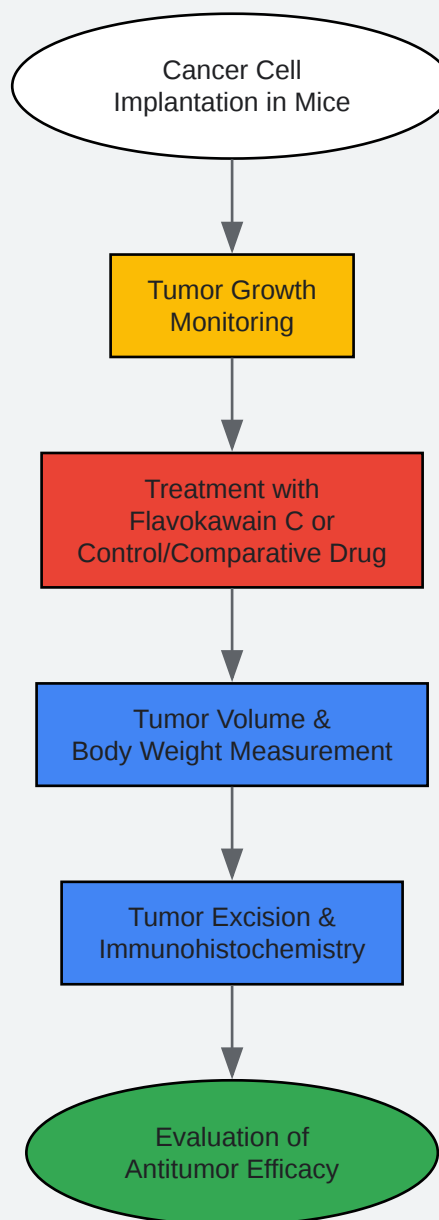 Cancer Cell
Implantation in Mice
Tumor Growth
Monitoring
Treatment with
Flavokawain C or
Control/Comparative Drug
Tumor Volume &
Body Weight Measurement
Tumor Excision &
Immunohistochemistry
Evaluation of
Antitumor Efficacy